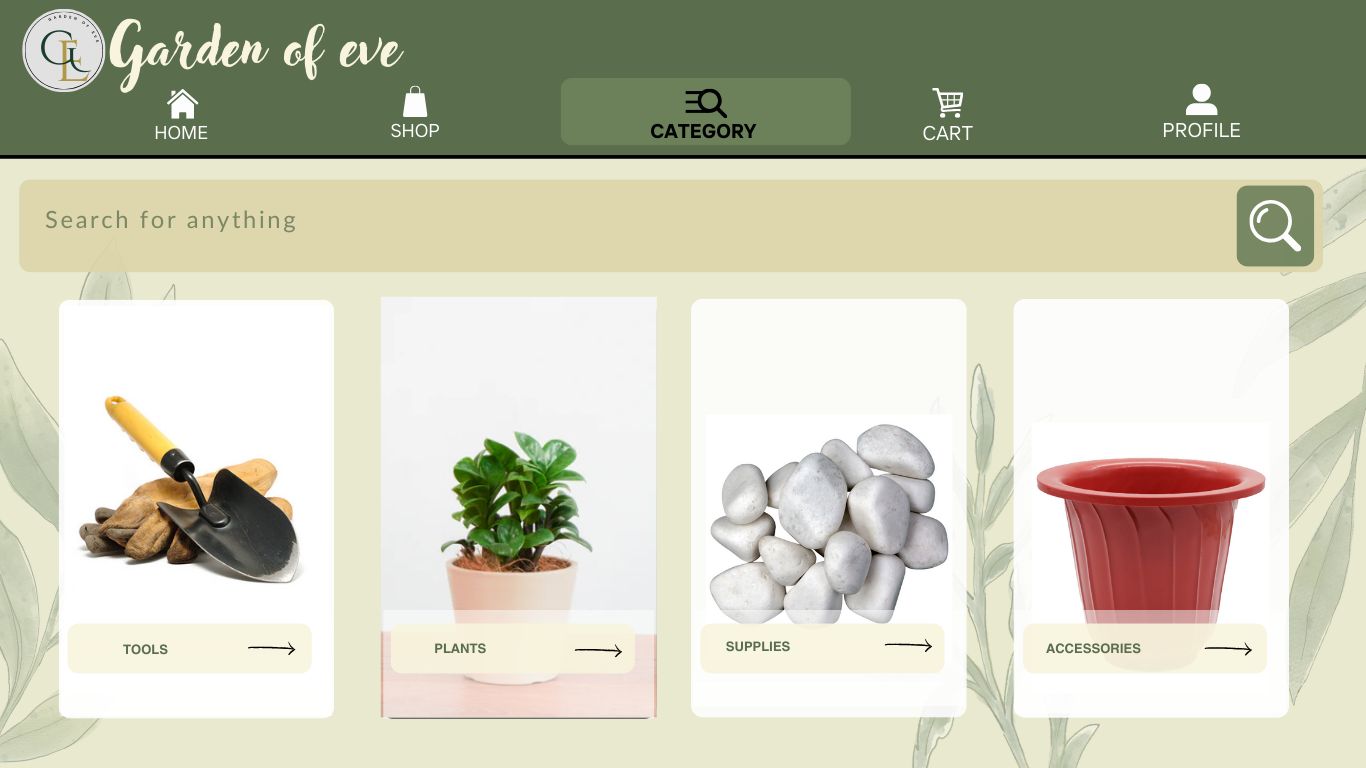 GARDEN OF EVE
GE
Garden of eve
HOME
SHOP
CATEGORY
CART
PROFILE
Search for anything
TOOLS
PLANTS
SUPPLIES
ACCESSORIES